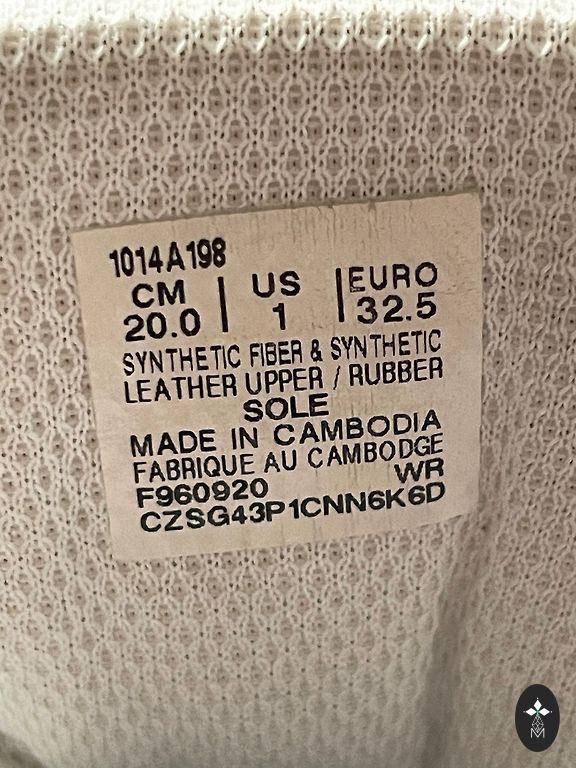 1014A198
CM | US | EURO
20.0 | 1 | 32.5
SYNTHETIC FIBER & SYNTHETIC
LEATHER UPPER / RUBBER
SOLE
MADE IN CAMBODIA
FABRIQUE AU CAMBODGE
F960920 WR
CZSG43P1CNN6K6D
M